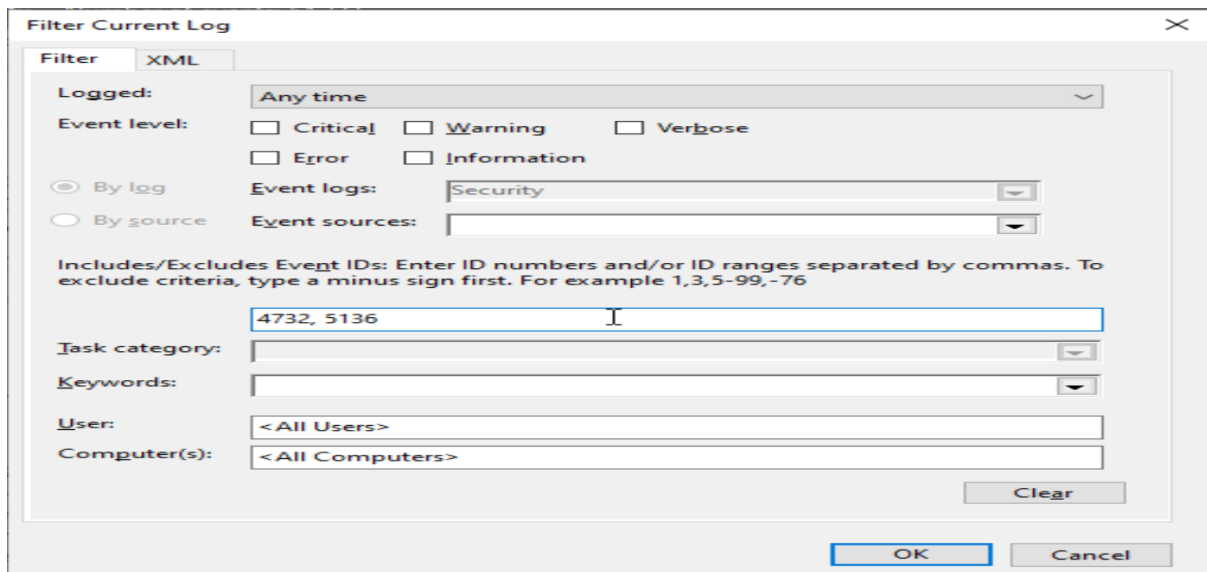 Filter Current Log
Filter XML
Logged: Any time
Event level: Critical Warning Verbose
Error Information
By log Event logs: Security
By source Event sources:
Includes/Excludes Event IDs: Enter ID numbers and/or ID ranges separated by commas. To
exclude criteria, type a minus sign first. For example 1,3,5-99,-76
4732, 5136
Task category:
Keywords:
User: <All Users>
Computer(s): <All Computers>
Clear
OK Cancel